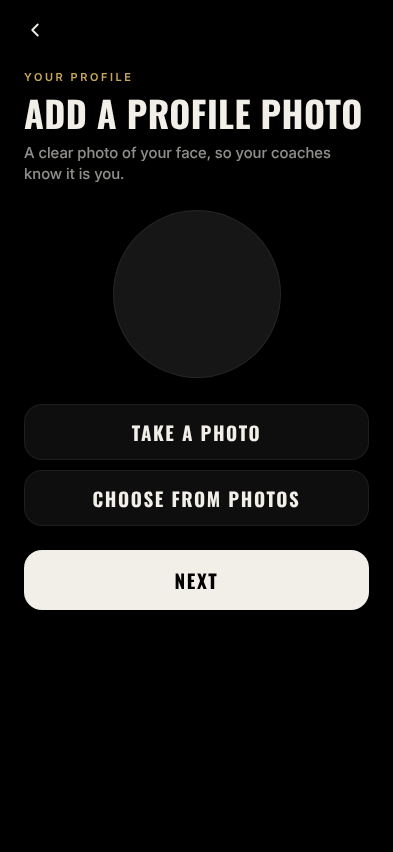 YOUR PROFILE
ADD A PROFILE PHOTO
A clear photo of your face, so your coaches
know it is you.
TAKE A PHOTO
CHOOSE FROM PHOTOS
NEXT